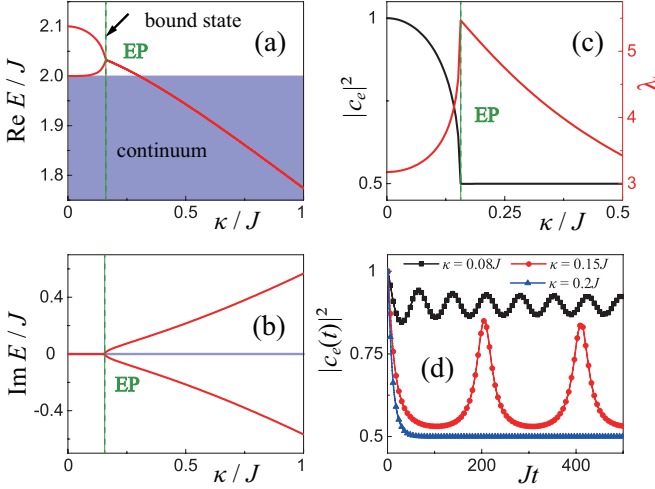 bound state
(a)
EP
continuum
2.1
2.0
1.9
1.8
Re E / J
0
0.5
1
κ / J
(c)
EP
1
0.5
|c_e|^2
5
4
3
λ
0
0.25
0.5
κ / J
(b)
EP
0.4
0
-0.4
Im E / J
0
0.5
1
κ / J
κ = 0.08J
κ = 0.15J
κ = 0.2J
(d)
1
0.75
0.5
|c_e(t)|^2
0
200
400
Jt